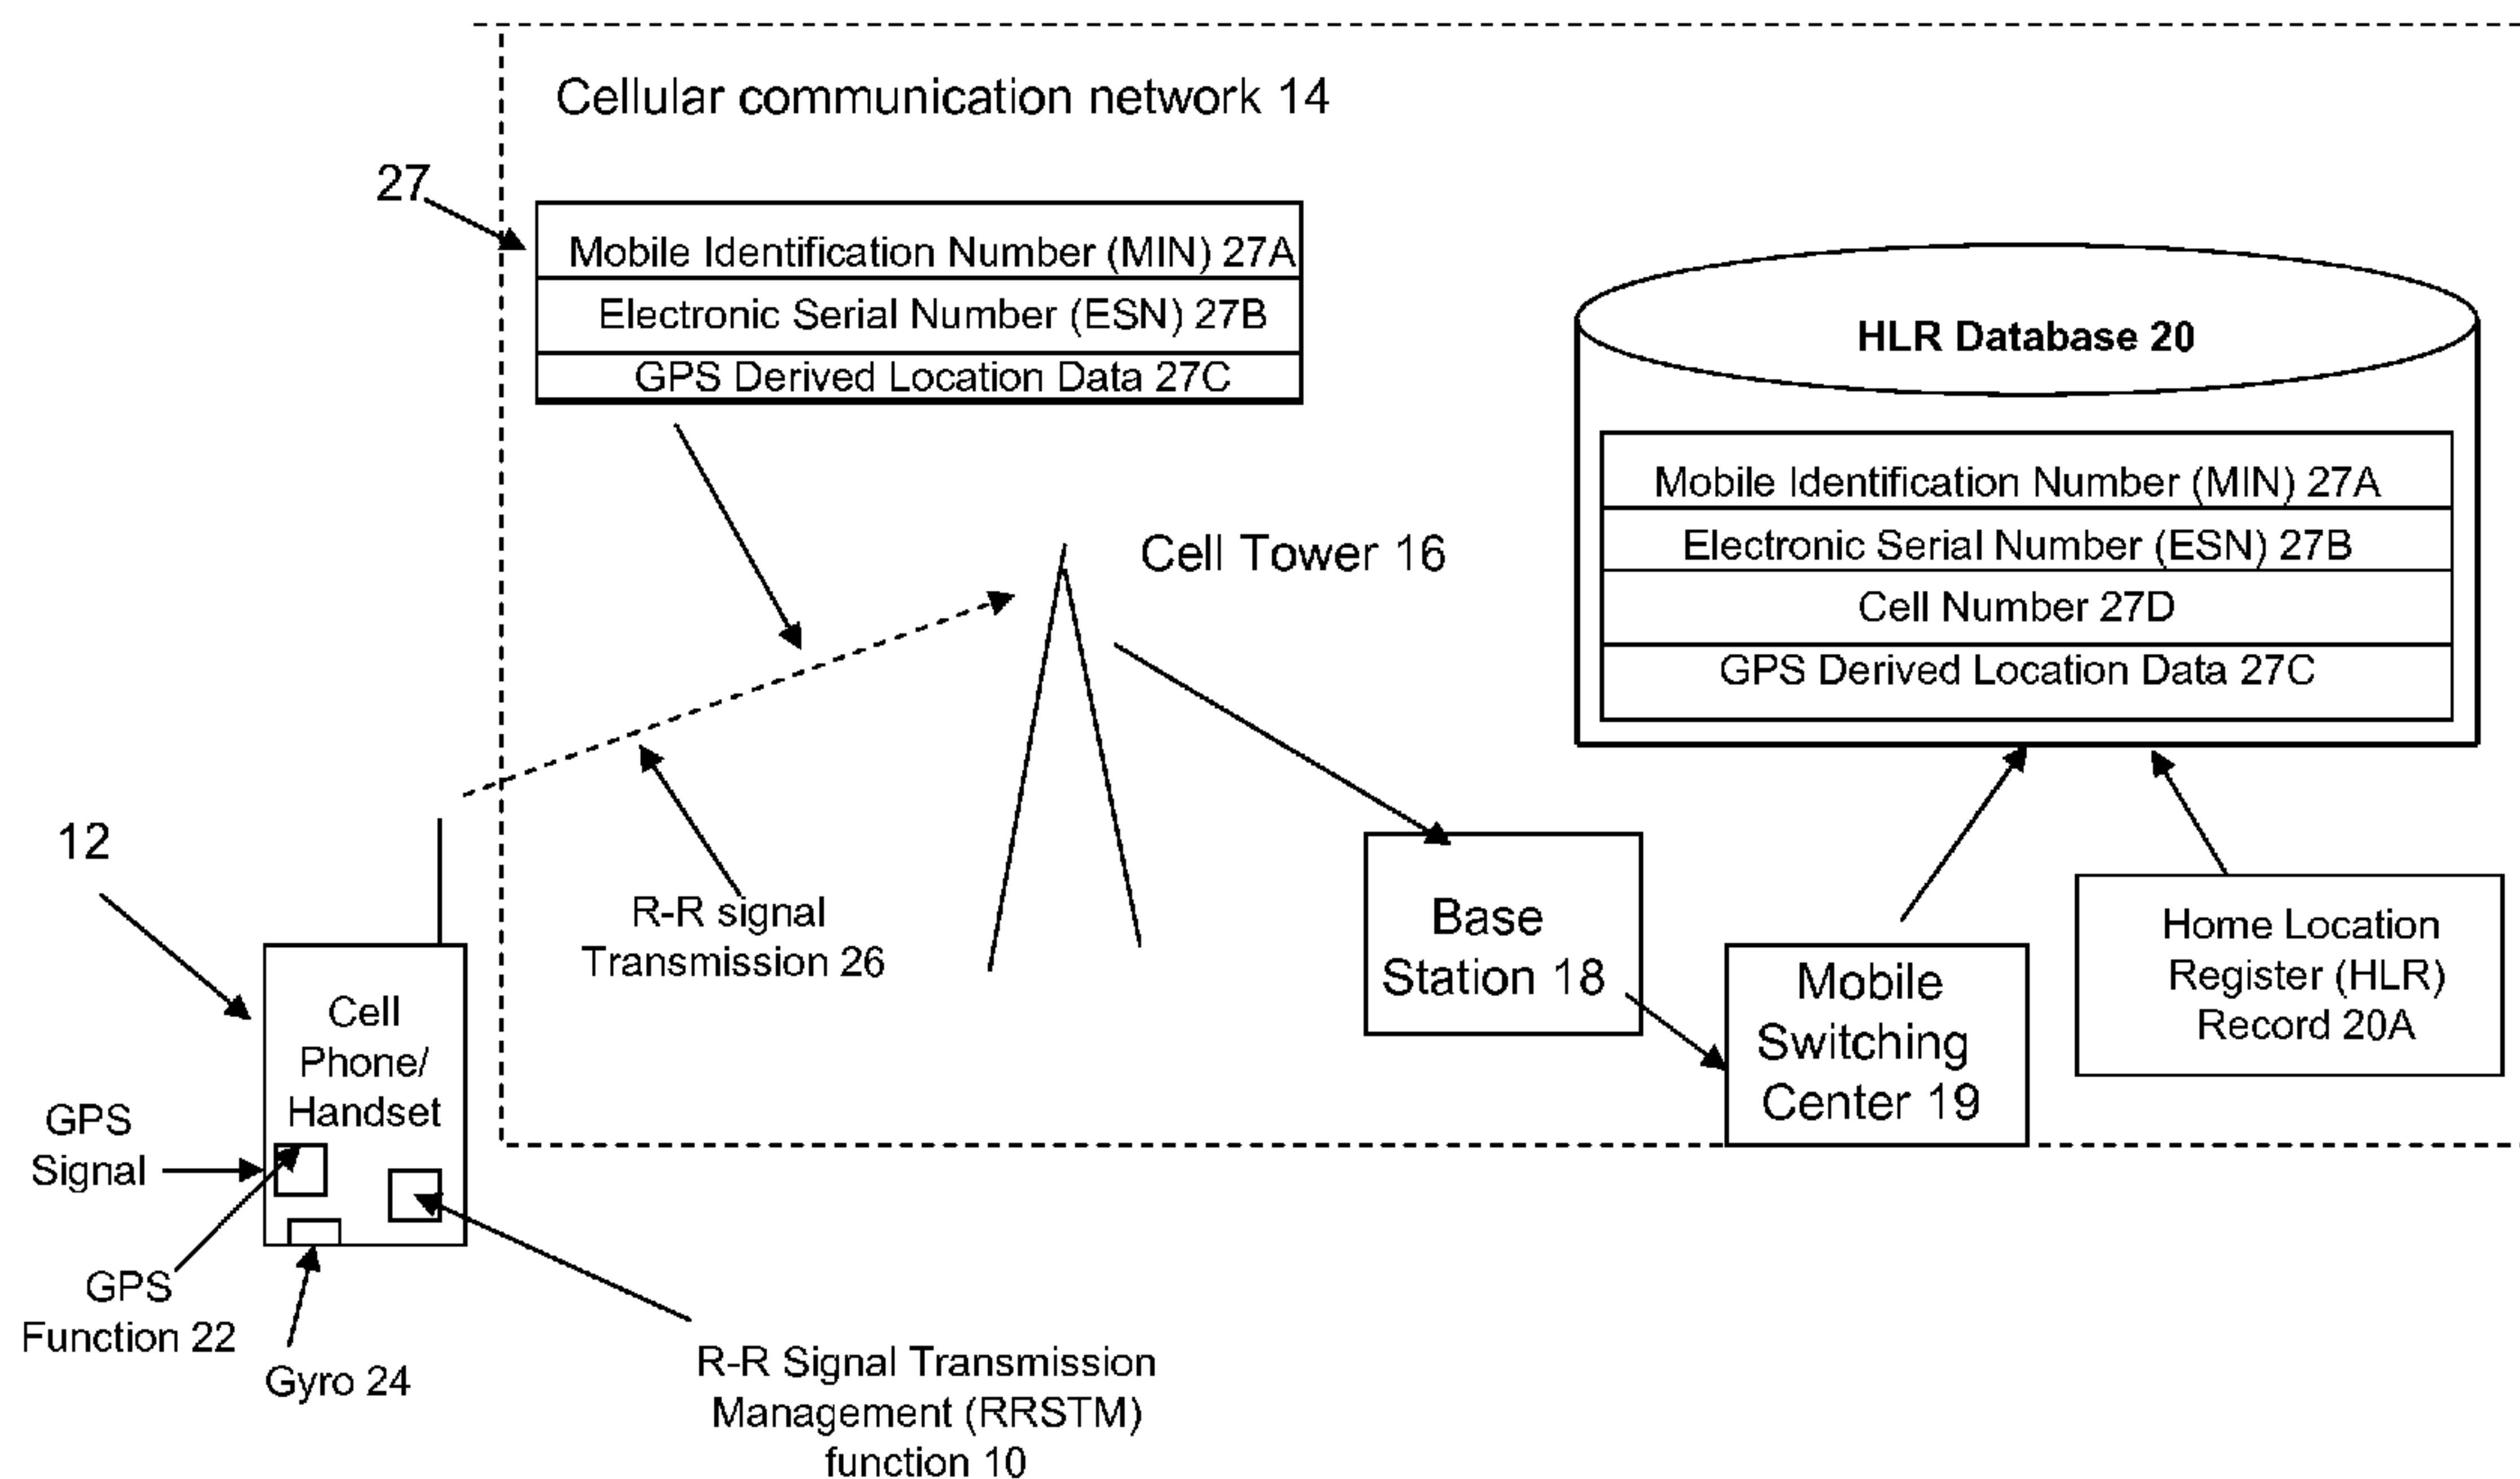 Cellular communication network 14
27
Mobile Identification Number (MIN) 27A
Electronic Serial Number (ESN) 27B
GPS Derived Location Data 27C
HLR Database 20
Mobile Identification Number (MIN) 27A
Electronic Serial Number (ESN) 27B
Cell Number 27D
GPS Derived Location Data 27C
Cell Tower 16
12
R-R signal
Transmission 26
Base
Station 18
Mobile
Switching
Center 19
Home Location
Register (HLR)
Record 20A
Cell
Phone/
Handset
GPS
Signal
GPS
Function 22
Gyro 24
R-R Signal Transmission
Management (RRSTM)
function 10